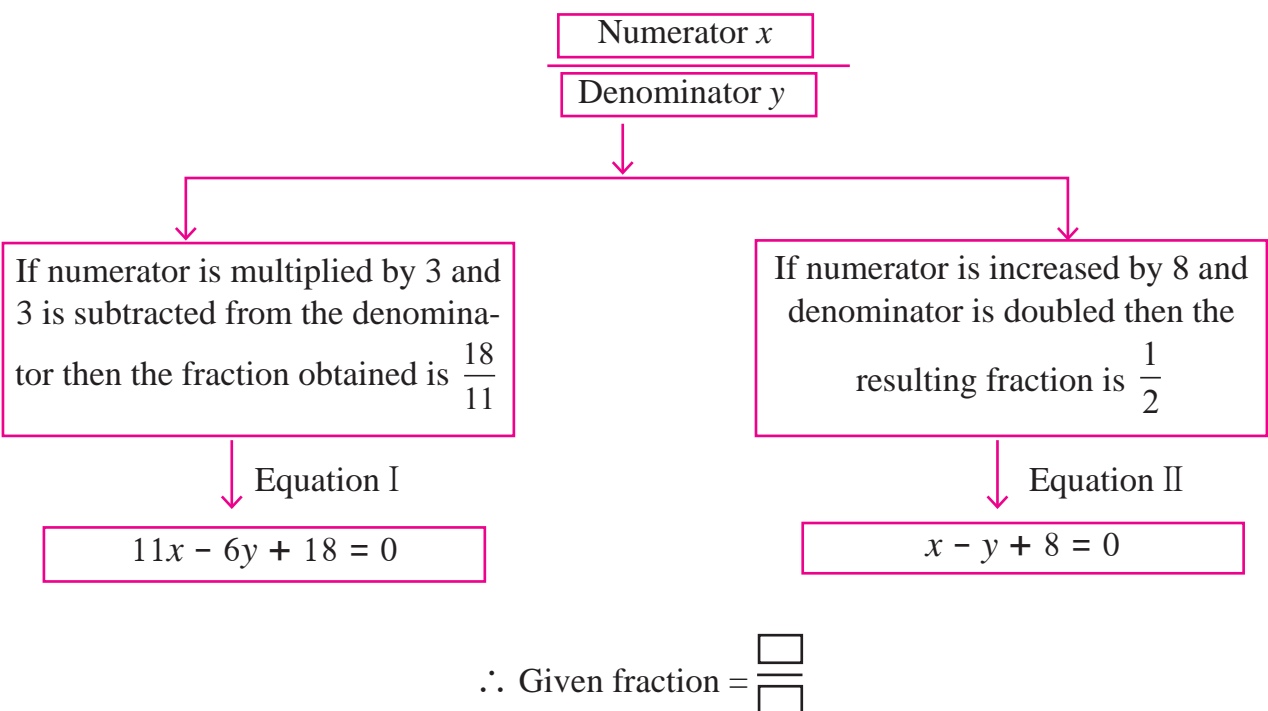 Numerator x
Denominator y
If numerator is multiplied by 3 and
3 is subtracted from the denomina-
tor then the fraction obtained is 18/11
If numerator is increased by 8 and
denominator is doubled then the
resulting fraction is 1/2
Equation I
Equation II
11x - 6y + 18 = 0
x - y + 8 = 0
∴ Given fraction = □/□